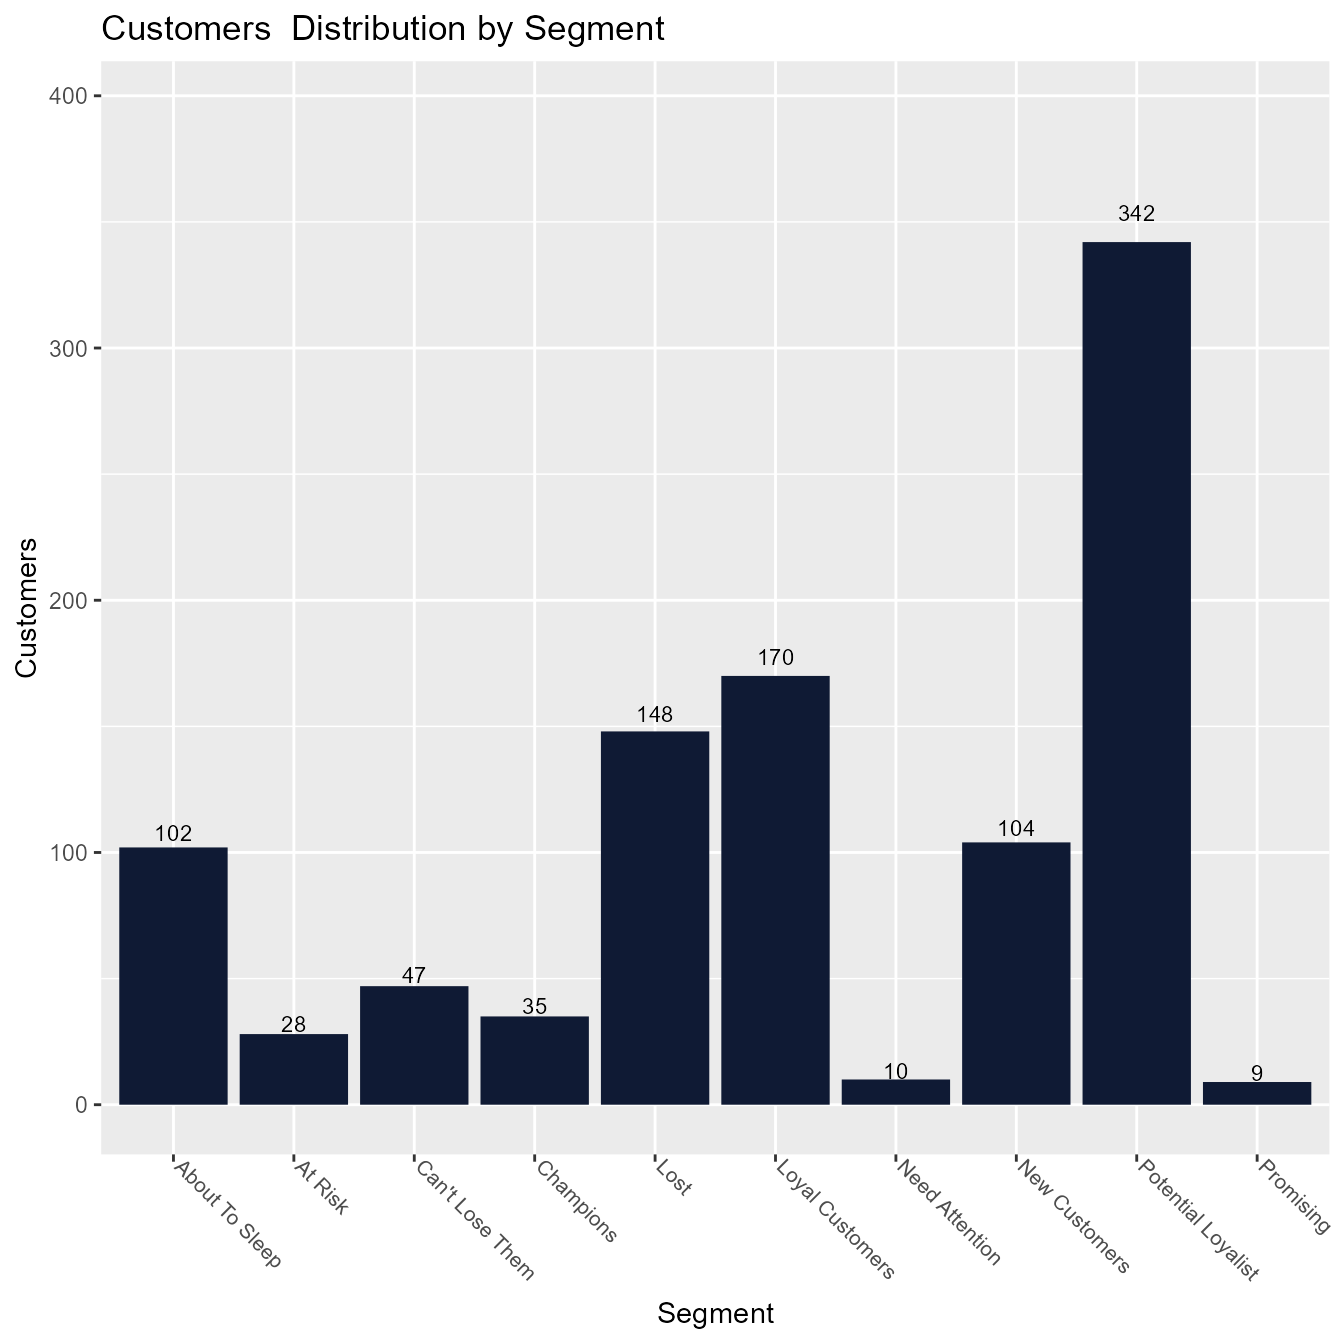 Customers  Distribution by Segment
400
300
200
100
0
Customers
102
28
47
35
148
170
10
104
342
9
About To Sleep
At Risk
Can't Lose Them
Champions
Lost
Loyal Customers
Need Attention
New Customers
Potential Loyalist
Promising
Segment